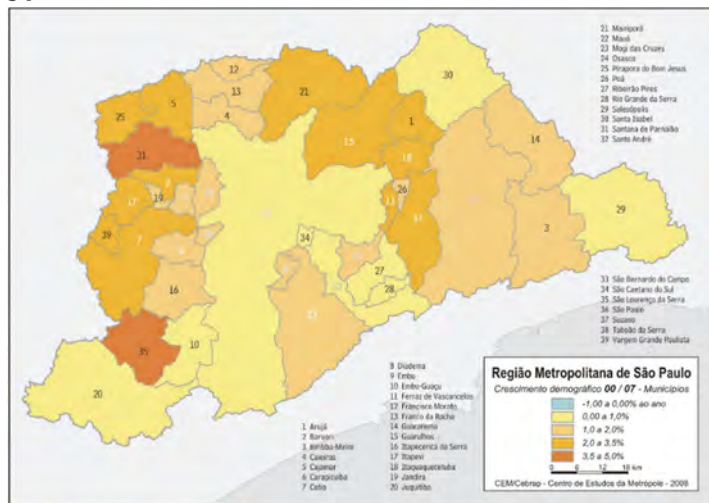 12
13
4
21
30
5
25
31
15
1
18
14
26
3
29
19
17
7
39
16
34
27
28
35
10
20
21 Mairiporã
22 Mauá
23 Mogi das Cruzes
24 Osasco
25 Pirapora do Bom Jesus
26 Poá
27 Ribeirão Pires
28 Rio Grande da Serra
29 Salesópolis
30 Santa Isabel
31 Santana de Parnaíba
32 Santo André
33 São Bernardo do Campo
34 São Caetano do Sul
35 São Lourenço da Serra
36 São Paulo
37 Suzano
38 Taboão da Serra
39 Vargem Grande Paulista
8 Diadema
9 Embu
10 Embu-Guaçu
11 Ferraz de Vasconcelos
12 Francisco Morato
13 Franco da Rocha
14 Guararema
15 Guarulhos
16 Itapecerica da Serra
17 Itapevi
18 Itaquaquecetuba
19 Jandira
20 Juquitiba
1 Arujá
2 Barueri
3 Biritiba-Mirim
4 Caieiras
5 Cajamar
6 Carapicuíba
7 Cotia
Região Metropolitana de São Paulo
Crescimento demográfico 00 / 07 - Municípios
-1,00 a 0,00% ao ano
0,00 a 1,0%
1,0 a 2,0%
2,0 a 3,5%
3,5 a 5,0%
0 6 12 18 km
CEM/Cebrap - Centro de Estudos da Metrópole - 2008